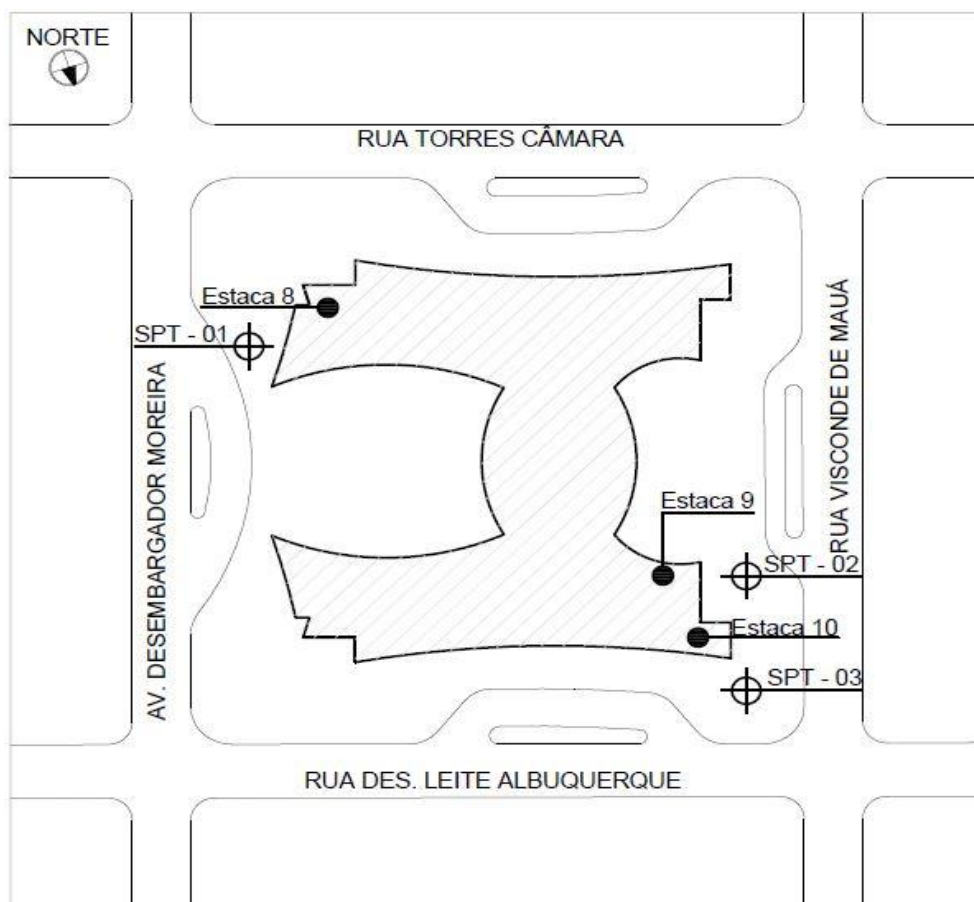 NORTE
RUA TORRES CÂMARA
Estaca 8
SPT - 01
AV. DESEMBARGADOR MOREIRA
RUA VISCONDE DE MAUÁ
Estaca 9
SPT - 02
Estaca 10
SPT - 03
RUA DES. LEITE ALBUQUERQUE